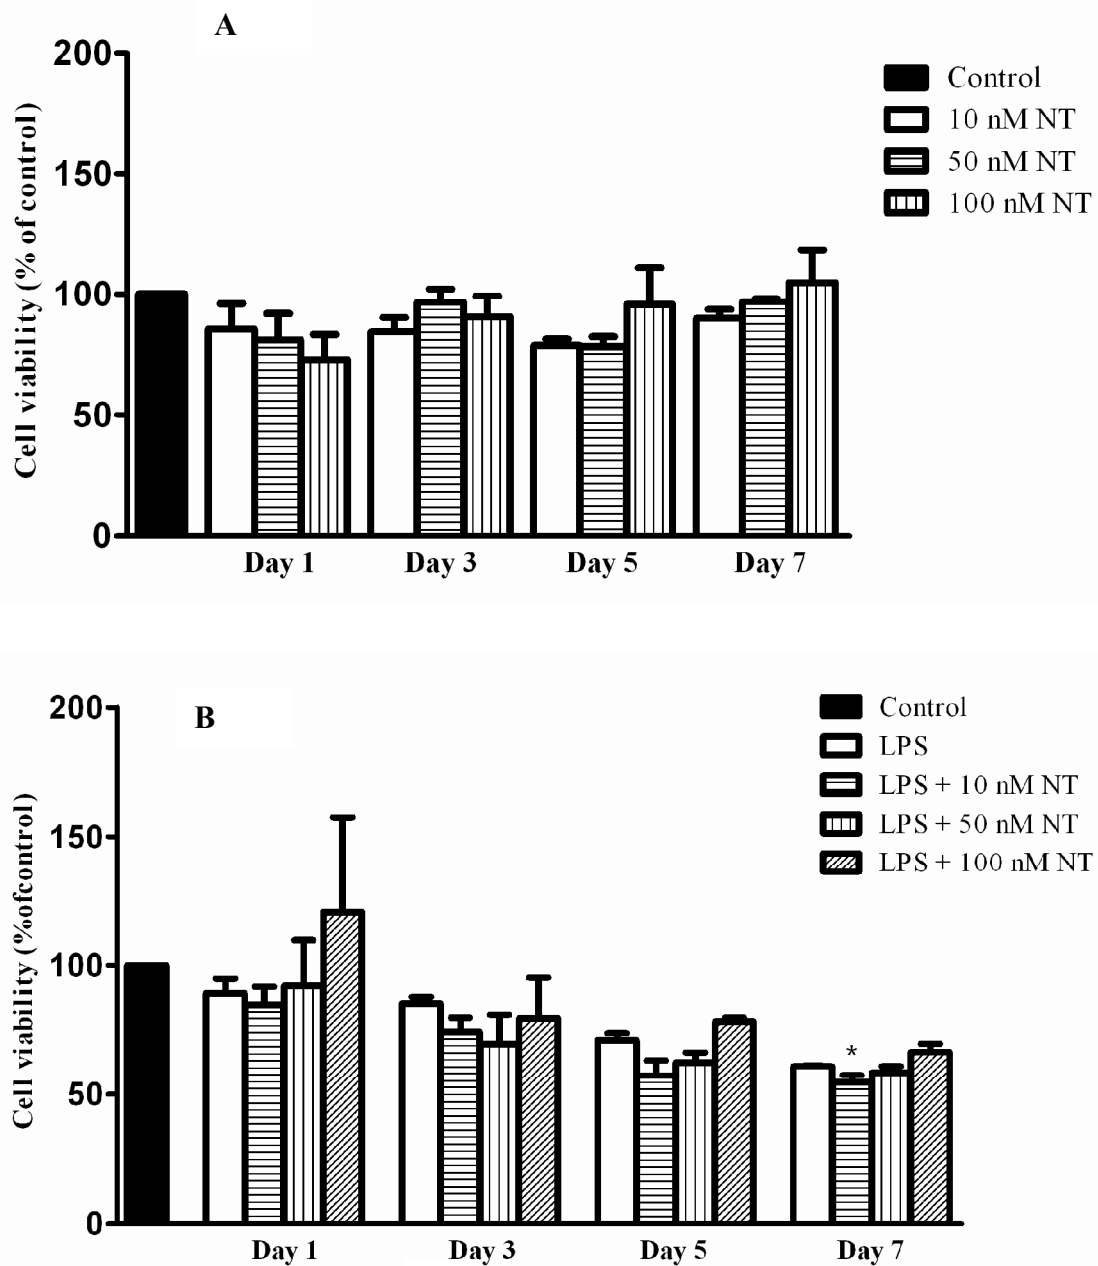 A
200
150
100
50
0
Cell viability (% of control)
Control
10 nM NT
50 nM NT
100 nM NT
Day 1
Day 3
Day 5
Day 7
B
200
150
100
50
0
Cell viability (%ofcontrol)
Control
LPS
LPS + 10 nM NT
LPS + 50 nM NT
LPS + 100 nM NT
*
Day 1
Day 3
Day 5
Day 7